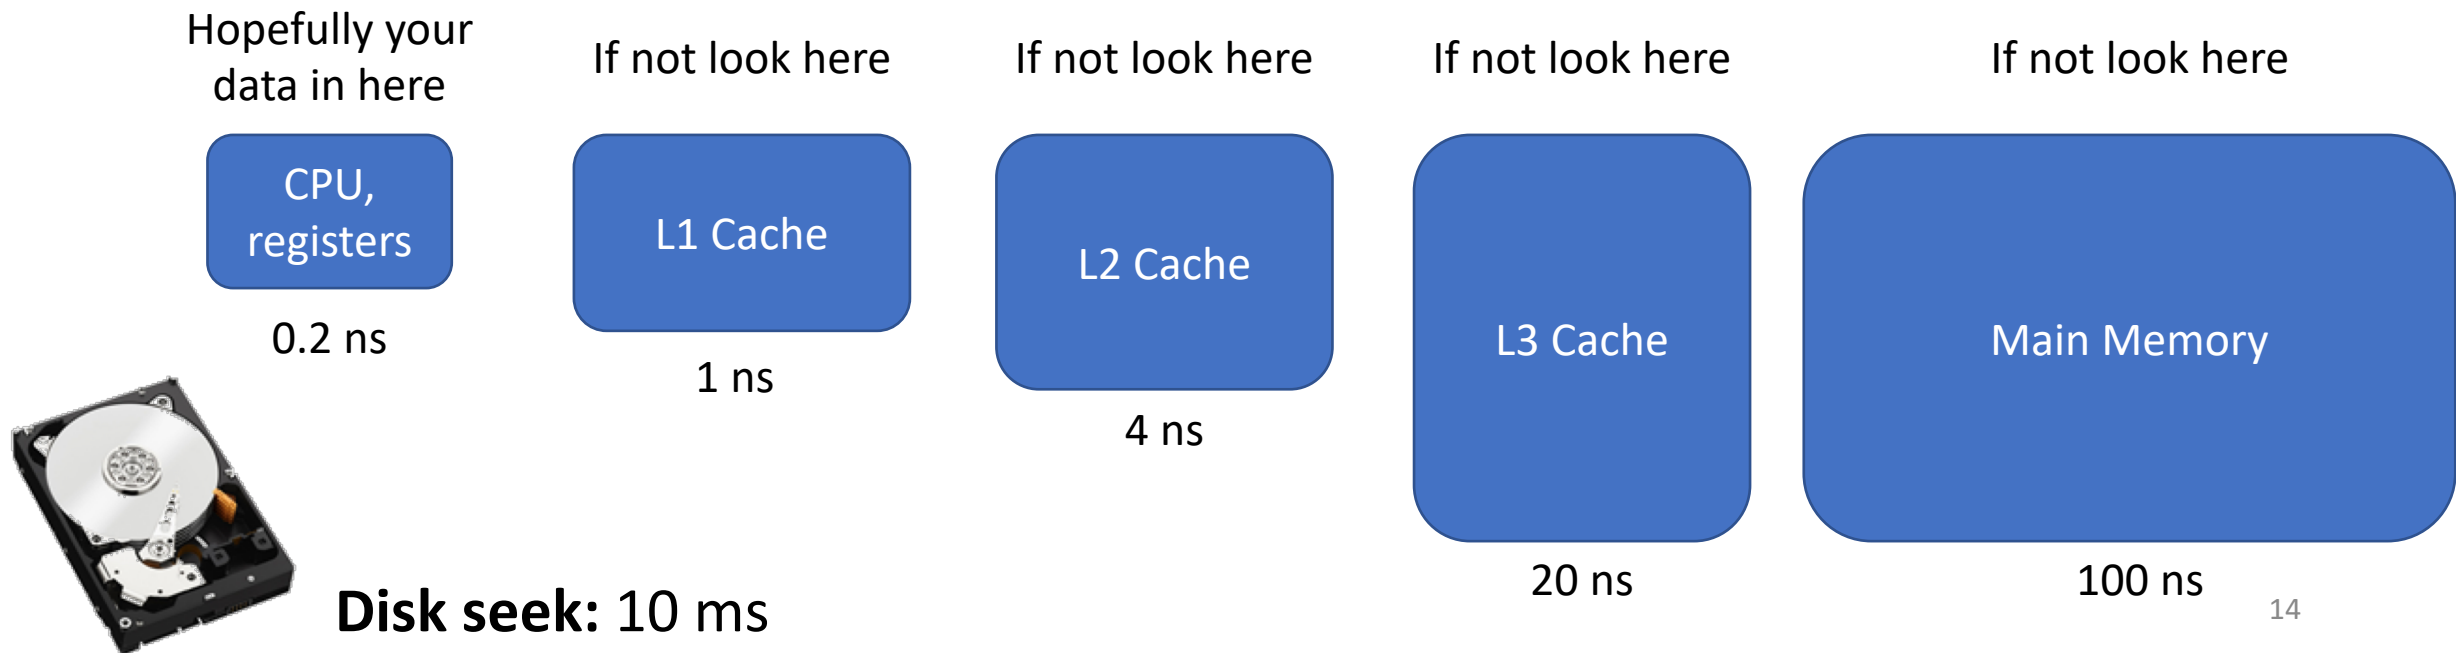 Hopefully your
data in here
If not look here
If not look here
If not look here
If not look here
CPU,
registers
L1 Cache
L2 Cache
L3 Cache
Main Memory
0.2 ns
1 ns
4 ns
20 ns
100 ns
Disk seek: 10 ms
14